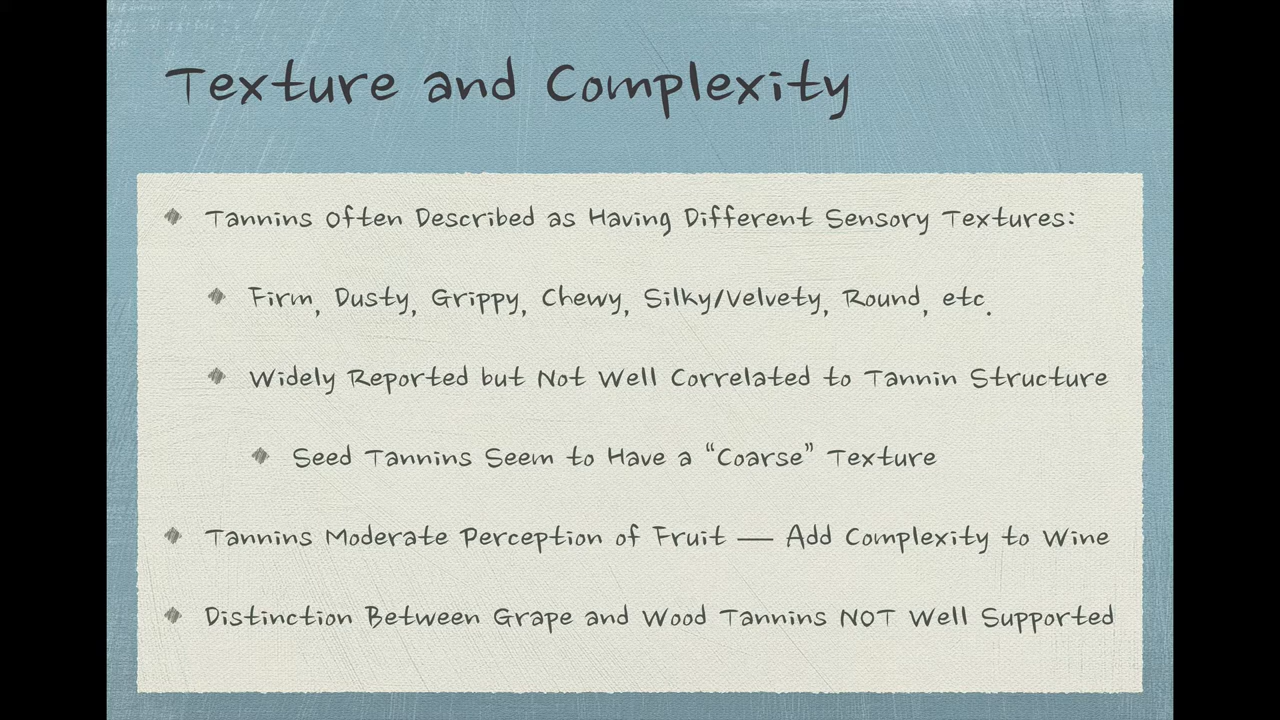 Texture and Complexity
Tannins Often Described as Having Different Sensory Textures:
Firm, Dusty, Grippy, Chewy, Silky/Velvety, Round, etc.
Widely Reported but Not Well Correlated to Tannin Structure
Seed Tannins Seem to Have a “Coarse” Texture
Tannins Moderate Perception of Fruit — Add Complexity to Wine
Distinction Between Grape and Wood Tannins NOT Well Supported